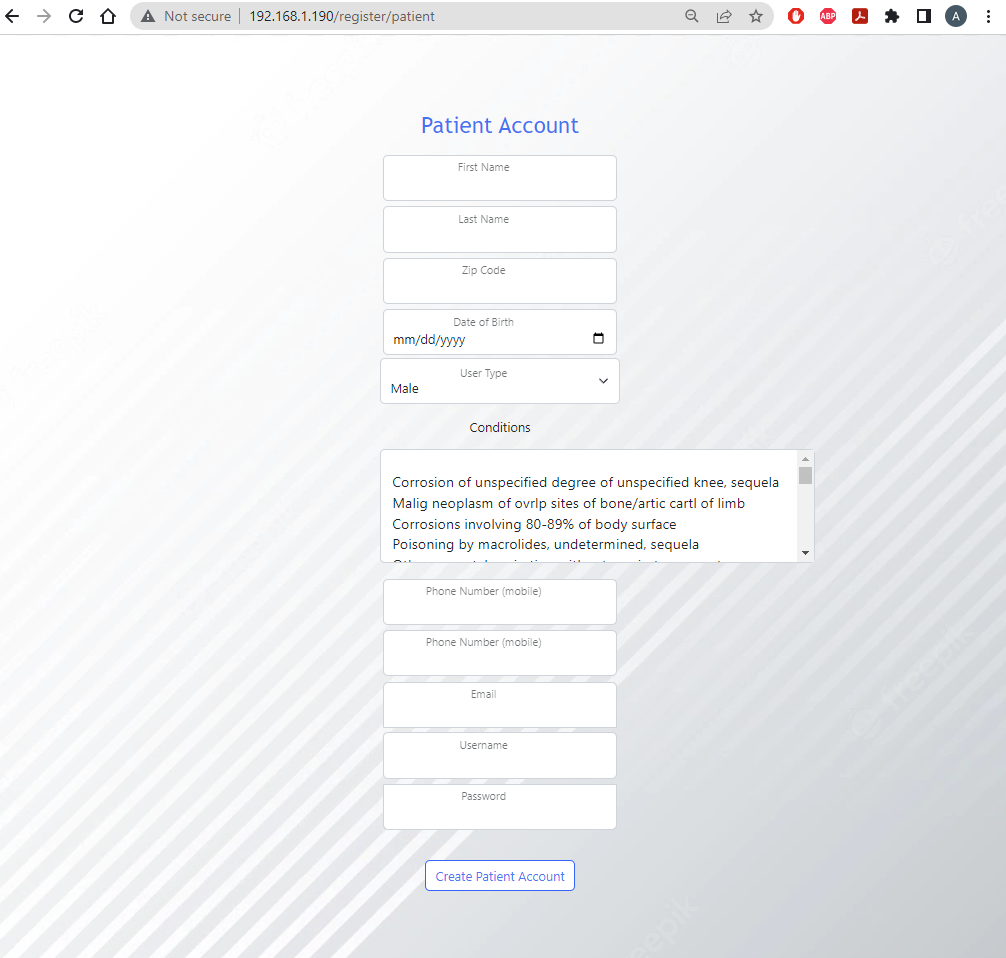 Not secure
192.168.1.190/register/patient
ABP
A
Patient Account
First Name
Last Name
Zip Code
Date of Birth
mm/dd/yyyy
User Type
Male
Conditions
Corrosion of unspecified degree of unspecified knee, sequela
Malig neoplasm of ovrlp sites of bone/artic cartl of limb
Corrosions involving 80-89% of body surface
Poisoning by macrolides, undetermined, sequela
Phone Number (mobile)
Phone Number (mobile)
Email
Username
Password
Create Patient Account
freepik